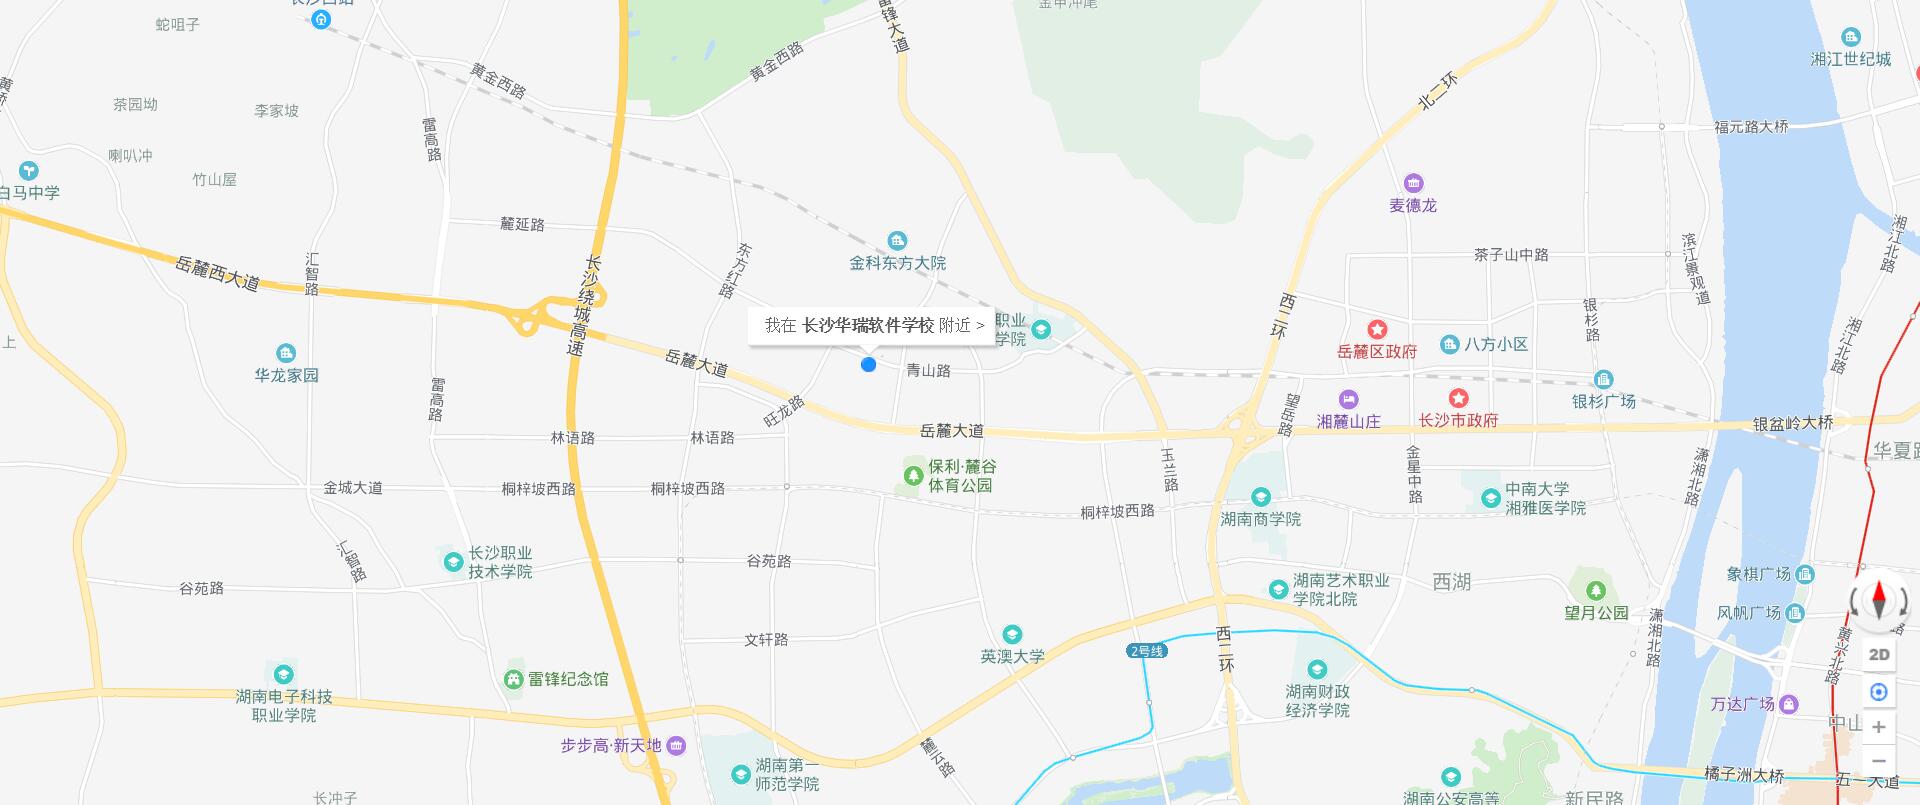 蛇咀子
茶园坳
李家坡
喇叭冲
竹山屋
白马中学
黄金西路
黄金西路
雷高路
雷锋大道
北二环
湘江世纪城
福元路大桥
麦德龙
麓延路
汇智路
岳麓西大道
长沙绕城高速
东方红路
金科东方大院
我在 长沙华瑞软件学校 附近 >
职业
学院
西二环
茶子山中路
滨江景观道
银杉路
湘江北路
湘江北路
上
华龙家园
岳麓大道
青山路
岳麓区政府
八方小区
雷高路
旺龙路
望岳路
湘麓山庄
长沙市政府
银杉广场
林语路
林语路
岳麓大道
银盆岭大桥
华夏路
保利·麓谷
体育公园
玉兰路
金星中路
潇湘北路
金城大道
桐梓坡西路
桐梓坡西路
桐梓坡西路
湖南商学院
中南大学
湘雅医学院
汇智路
长沙职业
技术学院
谷苑路
谷苑路
湖南艺术职业
学院北院
西湖
望月公园
象棋广场
风帆广场
潇湘北路
黄兴北路
路
文轩路
英澳大学
2号线
西二环
2D
湖南电子科技
职业学院
雷锋纪念馆
湖南财政
经济学院
万达广场
中山
步步高·新天地
麓云路
湖南第一
师范学院
橘子洲大桥
五一大道
长冲子
湖南公安高等
新民路